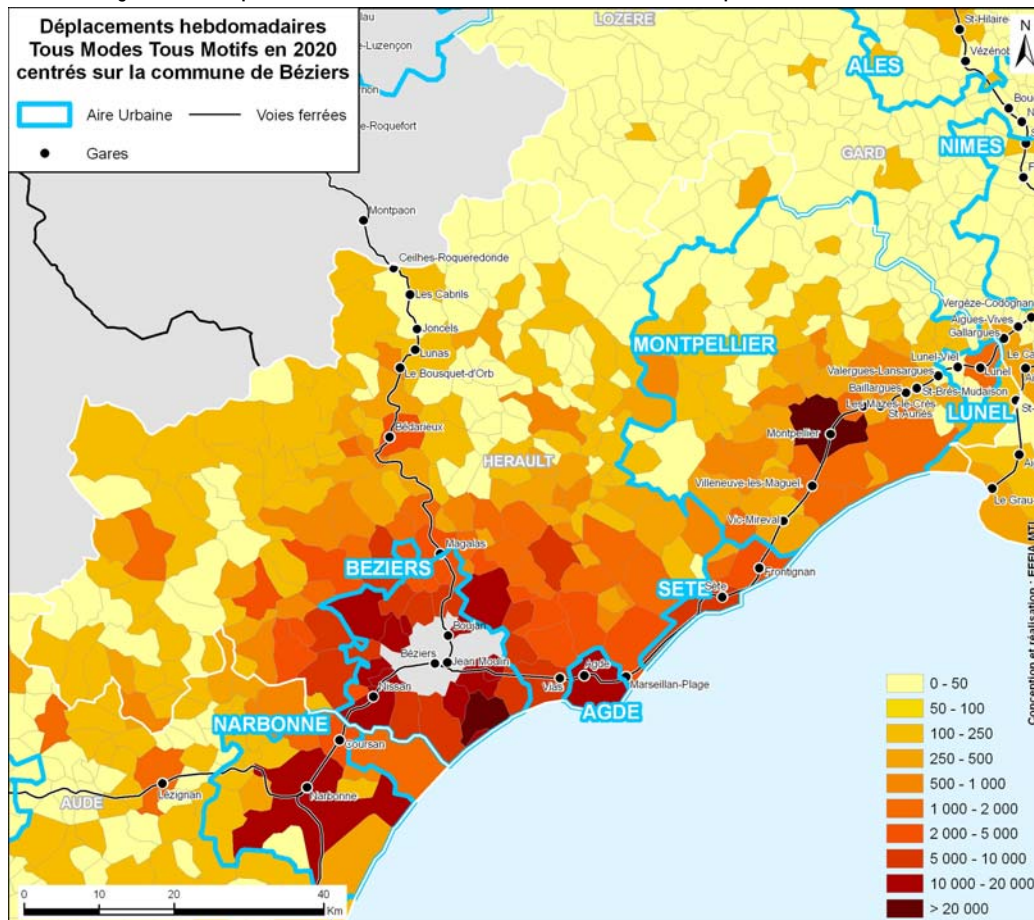 Déplacements hebdomadaires
Tous Modes Tous Motifs en 2020
centrés sur la commune de Béziers
Aire Urbaine
Voies ferrées
Gares
LOZERE
St-Hilaire
N
Vézénob
ALES
NIMES
GARD
Montpaon
Ceilhes-Roqueredonde
Les Cabrils
Joncels
Lunas
Le Bousquet-d'Orb
Bédarieux
HERAULT
MONTPELLIER
Vergèze-Codognan
Aigues-Vives
Gallargues
Lunel-Viel
Lunel
Valergues-Lansargues
St-Brès-Mudaison
Baillargues
LUNEL
Les Mazes-le-Crès
St-Aunès
Montpellier
Villeneuve-les-Maguel.
Le Grau
Vic-Mireval
Magalas
BEZIERS
SETE
Frontignan
Sète
Boujan
Béziers
Jean Moulin
Agde
Vias
Marseillan-Plage
Nissan
AGDE
NARBONNE
Coursan
Lézignan
Narbonne
AUDE
0 - 50
50 - 100
100 - 250
250 - 500
500 - 1 000
1 000 - 2 000
2 000 - 5 000
5 000 - 10 000
10 000 - 20 000
> 20 000
Conception et réalisation : EFFIA MTI
0 10 20 40
Km